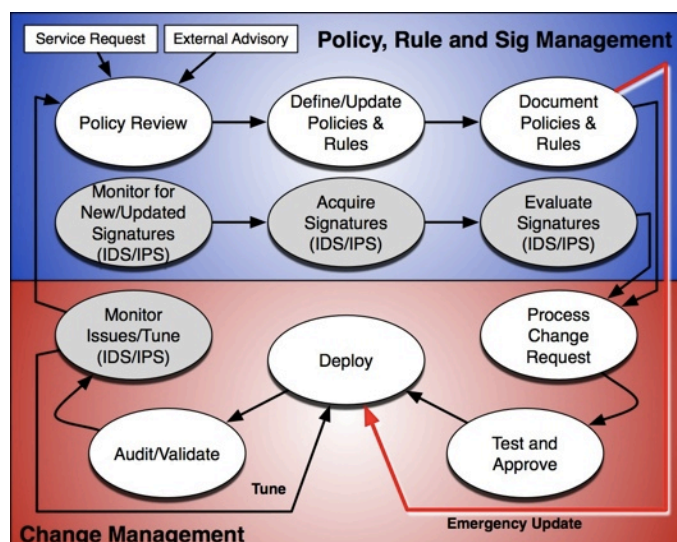 Service Request
External Advisory
Policy, Rule and Sig Management
Policy Review
Define/Update
Policies &
Rules
Document
Policies &
Rules
Monitor for
New/Updated
Signatures
(IDS/IPS)
Acquire
Signatures
(IDS/IPS)
Evaluate
Signatures
(IDS/IPS)
Monitor
Issues/Tune
(IDS/IPS)
Deploy
Process
Change
Request
Audit/Validate
Test and
Approve
Tune
Emergency Update
Change Management